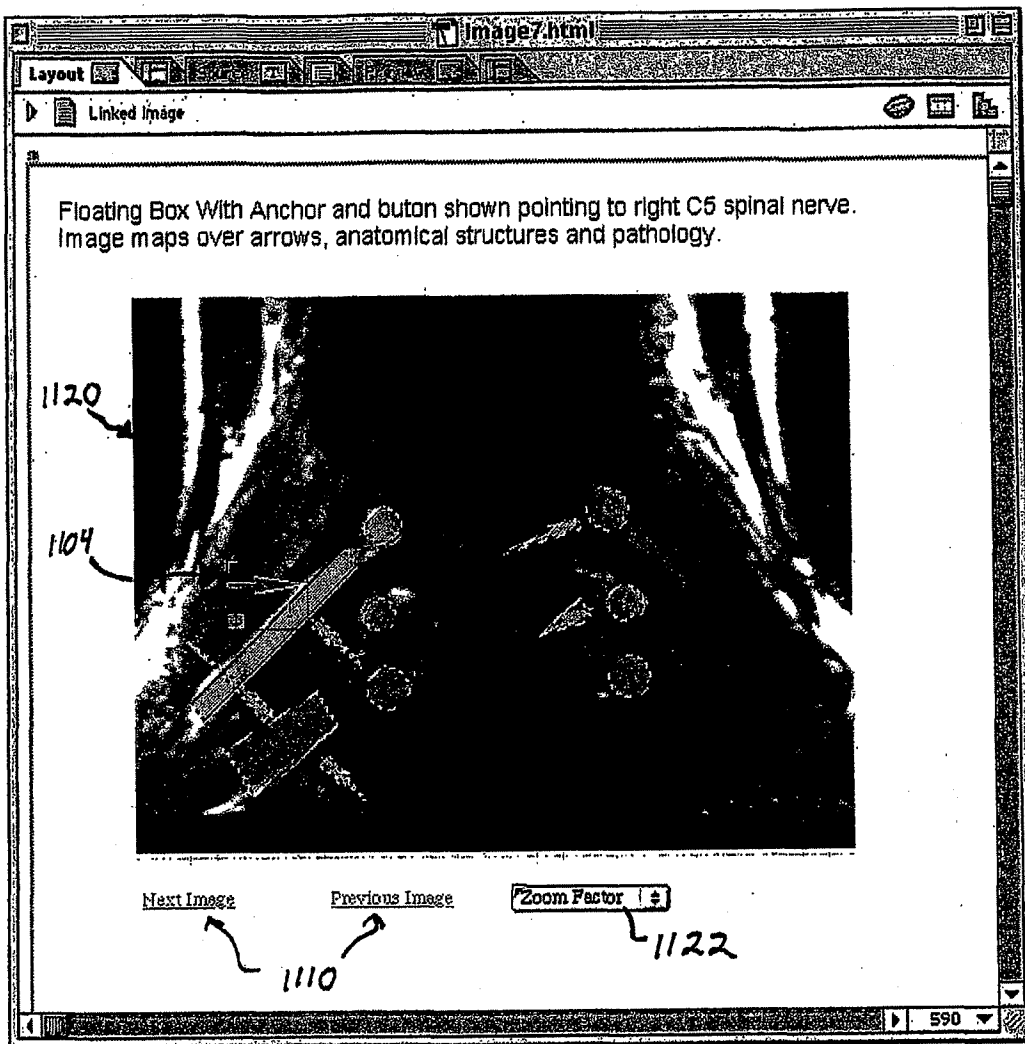 Image7.html
Layout
Linked Image
Floating Box With Anchor and buton shown pointing to right C5 spinal nerve.
Image maps over arrows, anatomical structures and pathology.
1120
1104
Next Image
Previous Image
Zoom Factor
1110
1122
590